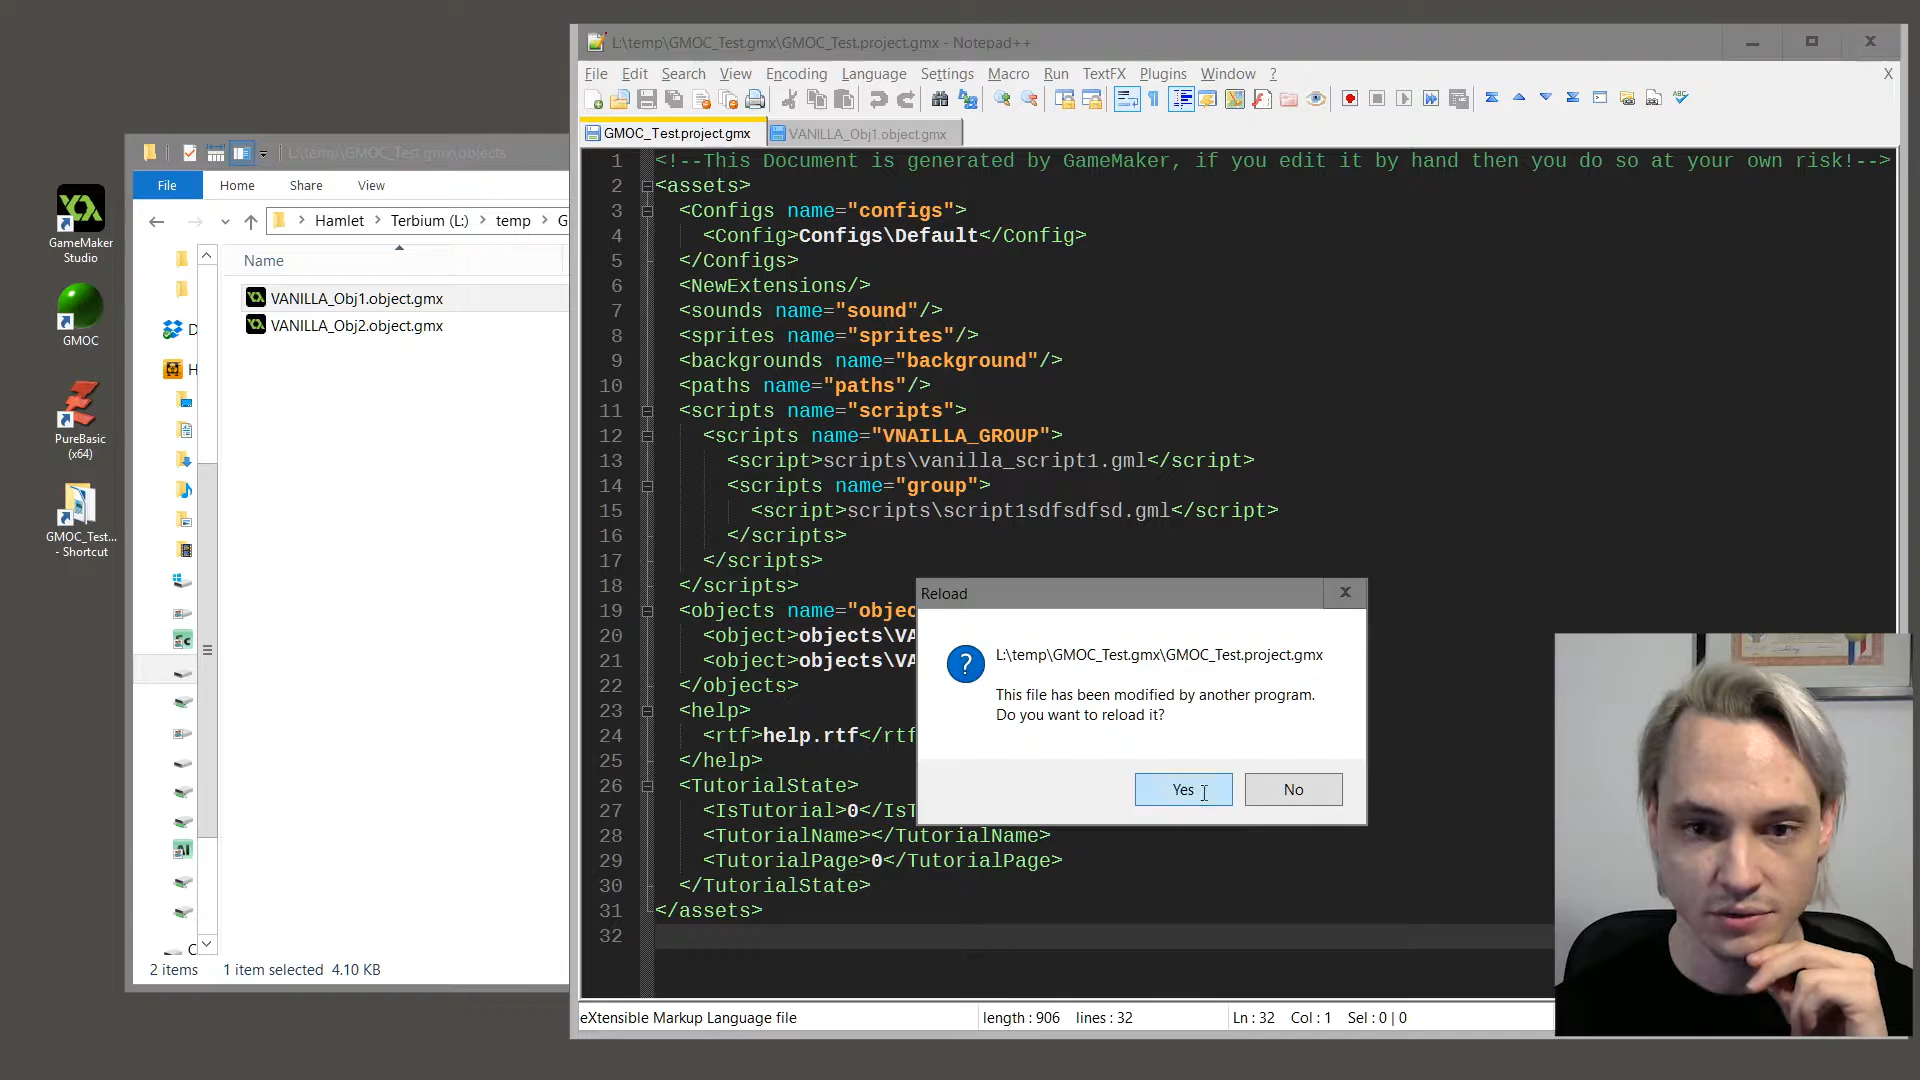 GameMaker
Studio
GMOC
PureBasic
(x64)
GMOC_Test...
- Shortcut
L:\temp\GMOC_Test.gmx\objects
File Home Share View
Hamlet Terbium (L:) temp G
Name
VANILLA_Obj1.object.gmx
VANILLA_Obj2.object.gmx
D
H
C
2 items 1 item selected 4.10 KB
L:\temp\GMOC_Test.gmx\GMOC_Test.project.gmx - Notepad++
File Edit Search View Encoding Language Settings Macro Run TextFX Plugins Window ? X
GMOC_Test.project.gmx VANILLA_Obj1.object.gmx
1 <!--This Document is generated by GameMaker, if you edit it by hand then you do so at your own risk!-->
2 <assets>
3 <Configs name="configs">
4 <Config>Configs\Default</Config>
5 </Configs>
6 <NewExtensions/>
7 <sounds name="sound"/>
8 <sprites name="sprites"/>
9 <backgrounds name="background"/>
10 <paths name="paths"/>
11 <scripts name="scripts">
12 <scripts name="VNAILLA_GROUP">
13 <script>scripts\vanilla_script1.gml</script>
14 <scripts name="group">
15 <script>scripts\script1sdfsdfsd.gml</script>
16 </scripts>
17 </scripts>
18 </scripts>
19 <objects name="objec
20 <object>objects\VA
21 <object>objects\VA
22 </objects>
23 <help>
24 <rtf>help.rtf</rtf
25 </help>
26 <TutorialState>
27 <IsTutorial>0</IsT
28 <TutorialName></TutorialName>
29 <TutorialPage>0</TutorialPage>
30 </TutorialState>
31 </assets>
32
Reload
L:\temp\GMOC_Test.gmx\GMOC_Test.project.gmx
This file has been modified by another program.
Do you want to reload it?
Yes No
eXtensible Markup Language file length : 906 lines : 32 Ln : 32 Col : 1 Sel : 0 | 0